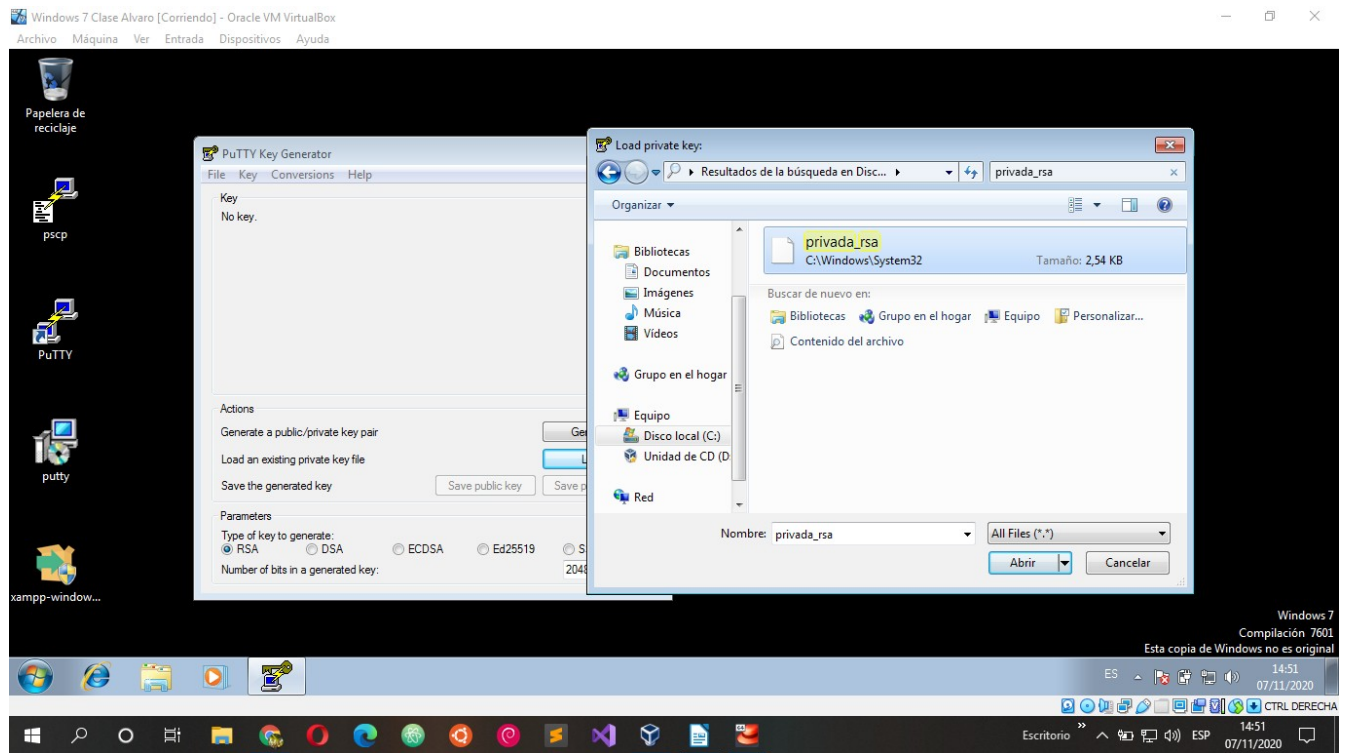 Windows 7 Clase Alvaro [Corriendo] - Oracle VM VirtualBox
Archivo Máquina Ver Entrada Dispositivos Ayuda
Papelera de
reciclaje
pscp
PuTTY
putty
xampp-window...
PuTTY Key Generator
File Key Conversions Help
Key
No key.
Actions
Generate a public/private key pair
Load an existing private key file
Save the generated key
Save public key
Parameters
Type of key to generate:
RSA DSA ECDSA Ed25519
Number of bits in a generated key:
2048
Load private key:
Resultados de la búsqueda en Disc...
privada_rsa
Organizar
Bibliotecas
Documentos
Imágenes
Música
Vídeos
Grupo en el hogar
Equipo
Disco local (C:)
Unidad de CD (D:
Red
privada_rsa
C:\Windows\System32
Tamaño: 2,54 KB
Buscar de nuevo en:
Bibliotecas Grupo en el hogar Equipo Personalizar...
Contenido del archivo
Nombre: privada_rsa
All Files (*.*)
Abrir Cancelar
Windows 7
Compilación 7601
Esta copia de Windows no es original
ES
14:51
07/11/2020
CTRL DERECHA
Escritorio
ESP
14:51
07/11/2020